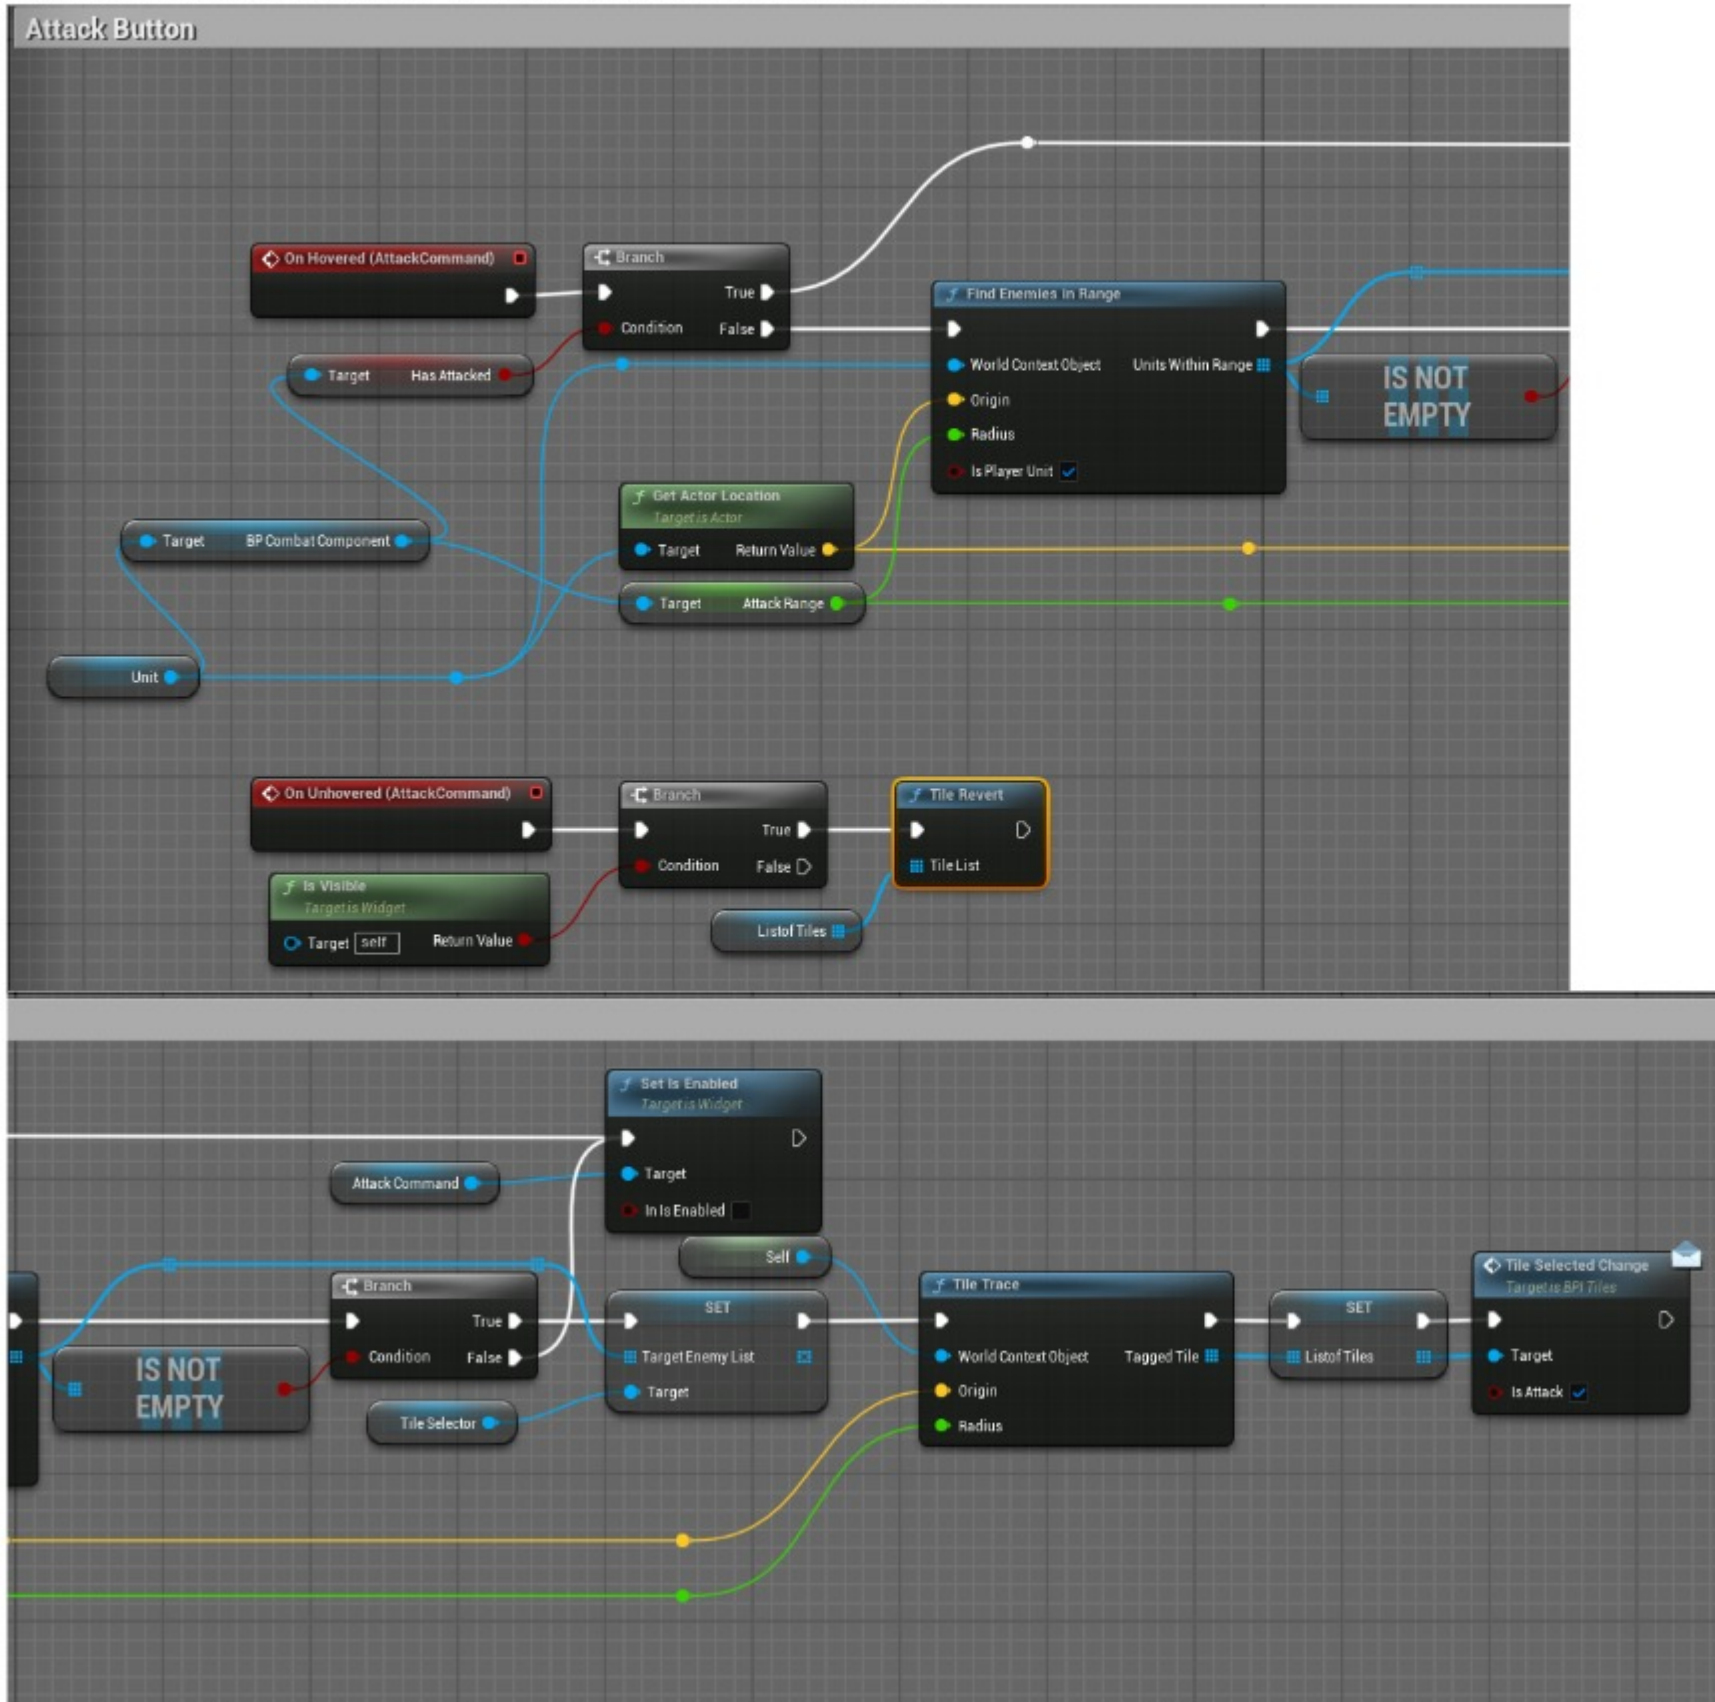 Attack Button
On Hovered (AttackCommand)
Branch
True
Condition
False
Target
Has Attacked
Find Enemies in Range
World Context Object
Units Within Range
Origin
Radius
Is Player Unit
IS NOT
EMPTY
Get Actor Location
Target is Actor
Target
Return Value
Target
BP Combat Component
Target
Attack Range
Unit
On Unhovered (AttackCommand)
Branch
True
Condition
False
Tile Revert
Tile List
Is Visible
Target is Widget
Target
self
Return Value
Listof Tiles
Set Is Enabled
Target is Widget
Target
In Is Enabled
Attack Command
Self
Branch
True
Condition
False
IS NOT
EMPTY
SET
Target Enemy List
Target
Tile Selector
Tile Trace
World Context Object
Tagged Tile
Origin
Radius
SET
Listof Tiles
Tile Selected Change
Target is BPI Tiles
Target
Is Attack